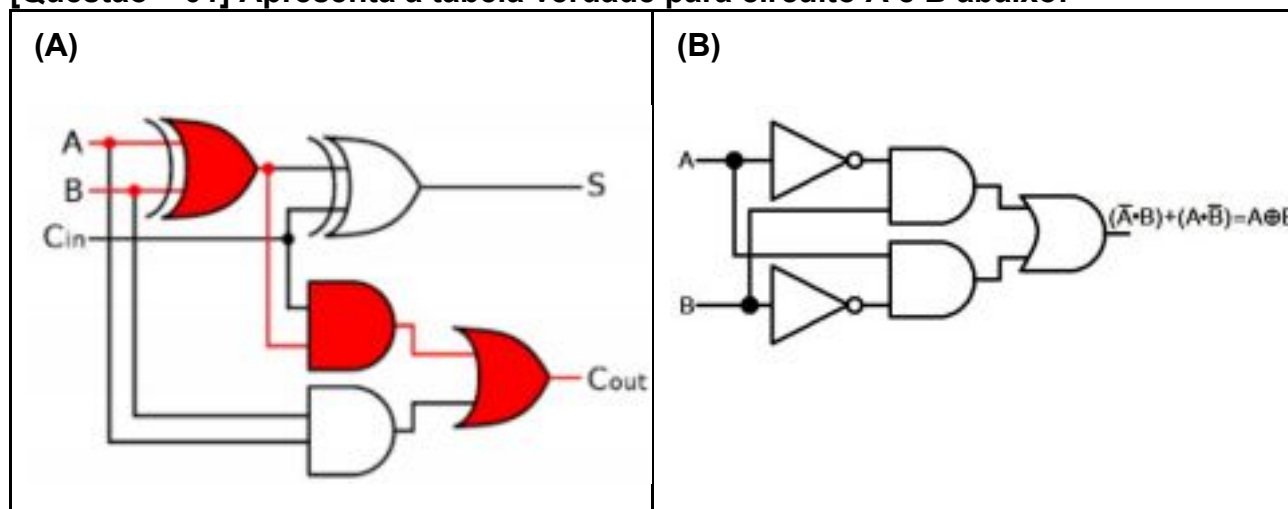 [Questão – 01] Apresenta a tabela verdade para circuito A e B abaixo:
(A)
A
B
Cin
S
Cout
(B)
A
B
(A̅•B)+(A•B̅)=A⊕B